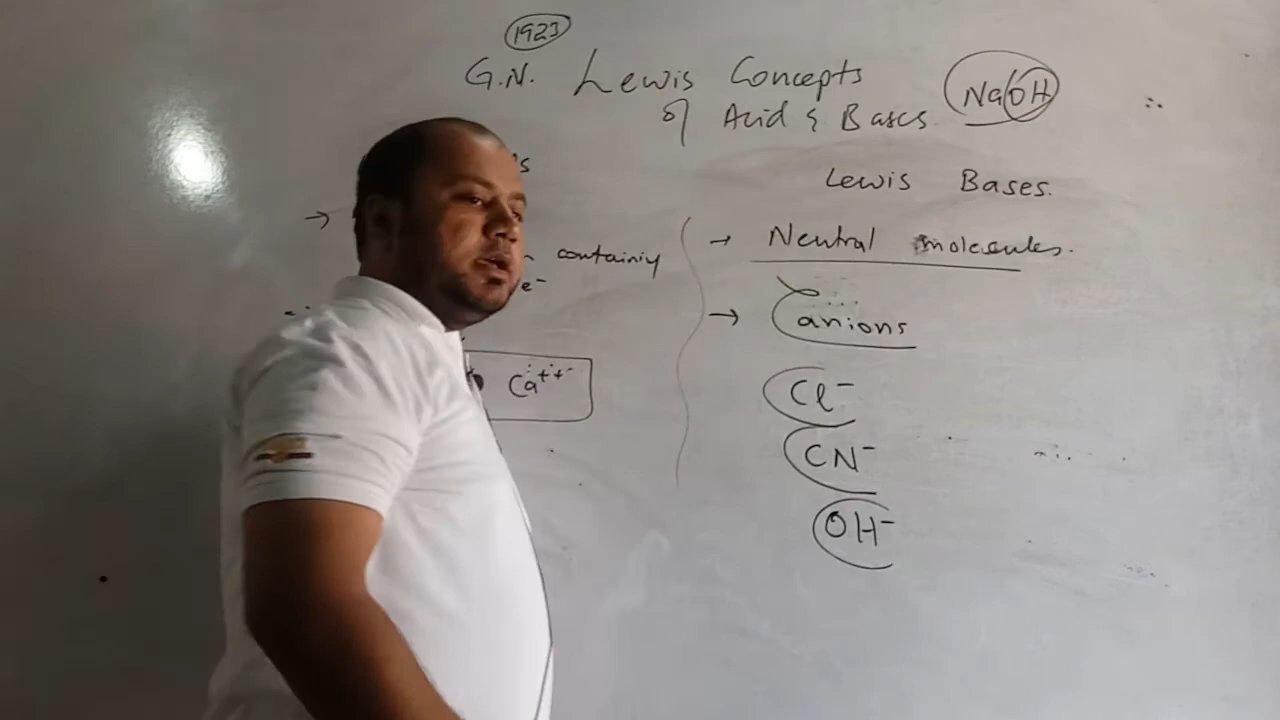 1923
G.N. Lewis Concepts
of Acid & Bases NaOH
Lewis Bases.
→ Neutral molecules.
containing
e⁻
→ anions
Ca⁺⁺
Cl⁻
CN⁻
OH⁻